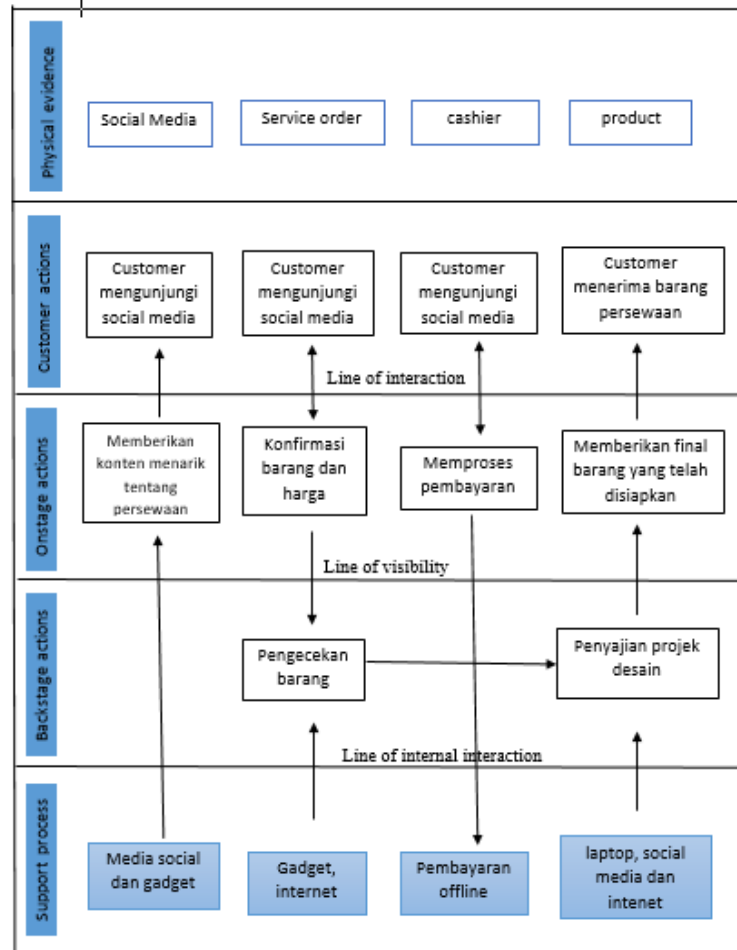 Physical evidence
Social Media
Service order
cashier
product
Customer actions
Customer
mengunjungi
social media
Customer
mengunjungi
social media
Customer
mengunjungi
social media
Customer
menerima barang
persewaan
Line of interaction
Onstage actions
Memberikan
konten menarik
tentang
persewaan
Konfirmasi
barang dan
harga
Memproses
pembayaran
Memberikan final
barang yang telah
disiapkan
Line of visibility
Backstage actions
Pengecekan
barang
Penyajian projek
desain
Line of internal interaction
Support process
Media social
dan gadget
Gadget,
internet
Pembayaran
offline
laptop, social
media dan
intenet